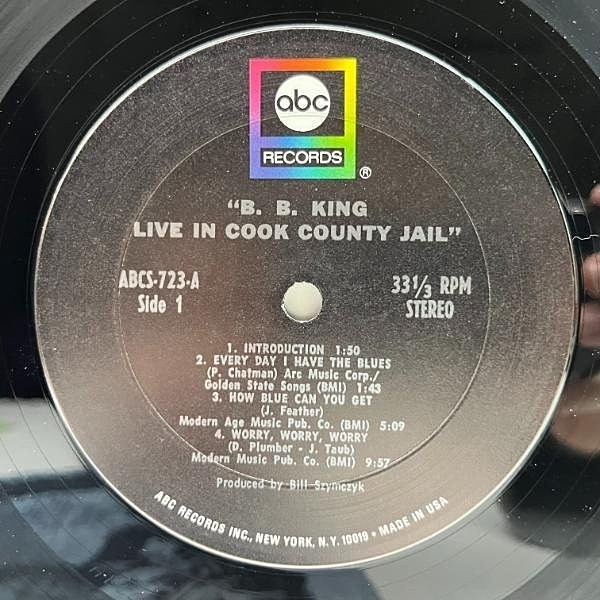 abc
RECORDS
®
"B. B. KING
LIVE IN COOK COUNTY JAIL"
ABCS-723-A
Side 1
33⅓ RPM
STEREO
1. INTRODUCTION 1:50
2. EVERY DAY I HAVE THE BLUES
(P. Chatman) Arc Music Corp./
Golden State Songs (BMI) 1:43
3. HOW BLUE CAN YOU GET
(J. Feather)
Modern Age Music Pub. Co. (BMI) 5:09
4. WORRY, WORRY, WORRY
(D. Plumber - J. Taub)
Modern Music Pub. Co. (BMI) 9:57
Produced by Bill Szymczyk
ABC RECORDS INC., NEW YORK, N.Y. 10019 • MADE IN USA